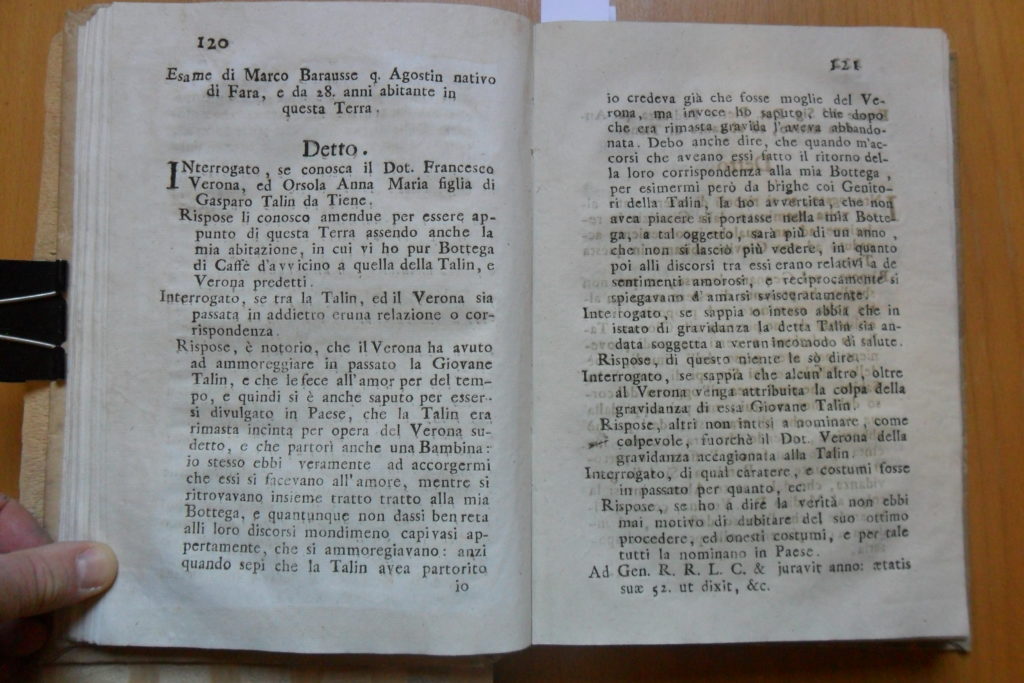 120
Esame di Marco Barausse q. Agostin nativo
di Fara, e da 28. anni abitante in
questa Terra.
Detto.
INterrogato, se conosca il Dot. Francesco
Verona, ed Orsola Anna Maria figlia di
Gasparo Talin da Tiene.
Rispose li conosco amendue per essere ap-
punto di questa Terra assendo anche la
mia abitazione, in cui vi ho pur Bottega
di Caffè d'avvicino a quella della Talin, e
Verona predetti.
Interrogato, se tra la Talin, ed il Verona sia
passata in addietro eruna relazione o cor-
rispondenza.
Rispose, è notorio, che il Verona ha avuto
ad ammoreggiare in passato la Giovane
Talin, e che le fece all'amor per del tem-
po, e quindi si è anche saputo per esser-
si divulgato in Paese, che la Talin era
rimasta incinta per opera del Verona su-
detto, e che partorì anche una Bambina:
io stesso ebbi veramente ad accorgermi
che essi si facevano all'amore, mentre si
ritrovavano insieme tratto tratto alla mia
Bottega, e quantunque non dassi ben reta
alli loro discorsi mondimeno capivasi ap-
pertamente, che si ammoregiavano: anzi
quando sepi che la Talin avea partorito
io
121
io credeva già che fosse moglie del Ve-
rona, ma invece ho saputo, che dopo
che era rimasta gravida l'aveva abbando-
nata. Debo anche dire, che quando m'ac-
corsi che aveano essi fatto il ritorno del-
la loro corrispondenza alla mia Bottega,
per esimermi però da brighe coi Genito-
ri della Talin, la ho avvertita, che non
avea piacere si portasse nella mia Botte-
ga, a tal oggetto, sarà più di un anno,
che non si lasciò più vedere, in quanto
poi alli discorsi tra essi erano relativi a de
sentimenti amorosi, e reciprocamente si
spiegavano d'amarsi svisceratamente.
Interrogato, se sappia o inteso abbia che in
istato di gravidanza la detta Talin sia an-
data soggetta a verun incomodo di salute.
Rispose, di questo niente le sò dire.
Interrogato, se sappia che alcun'altro, oltre
al Verona venga attribuita la colpa della
gravidanza di essa Giovane Talin.
Rispose, altri non intesi a nominare, come
colpevole, fuorchè il Dot. Verona della
gravidanza accagionata alla Talin.
Interrogato, di qual caratere, e costumi fosse
in passato per quanto, ec.
Rispose, se ho a dire la verità non ebbi
mai motivo di dubitare del suo ottimo
procedere, ed onesti costumi, e per tale
tutti la nominano in Paese.
Ad Gen. R. R. L. C. & juravit anno: ætatis
suæ 52. ut dixit, &c.